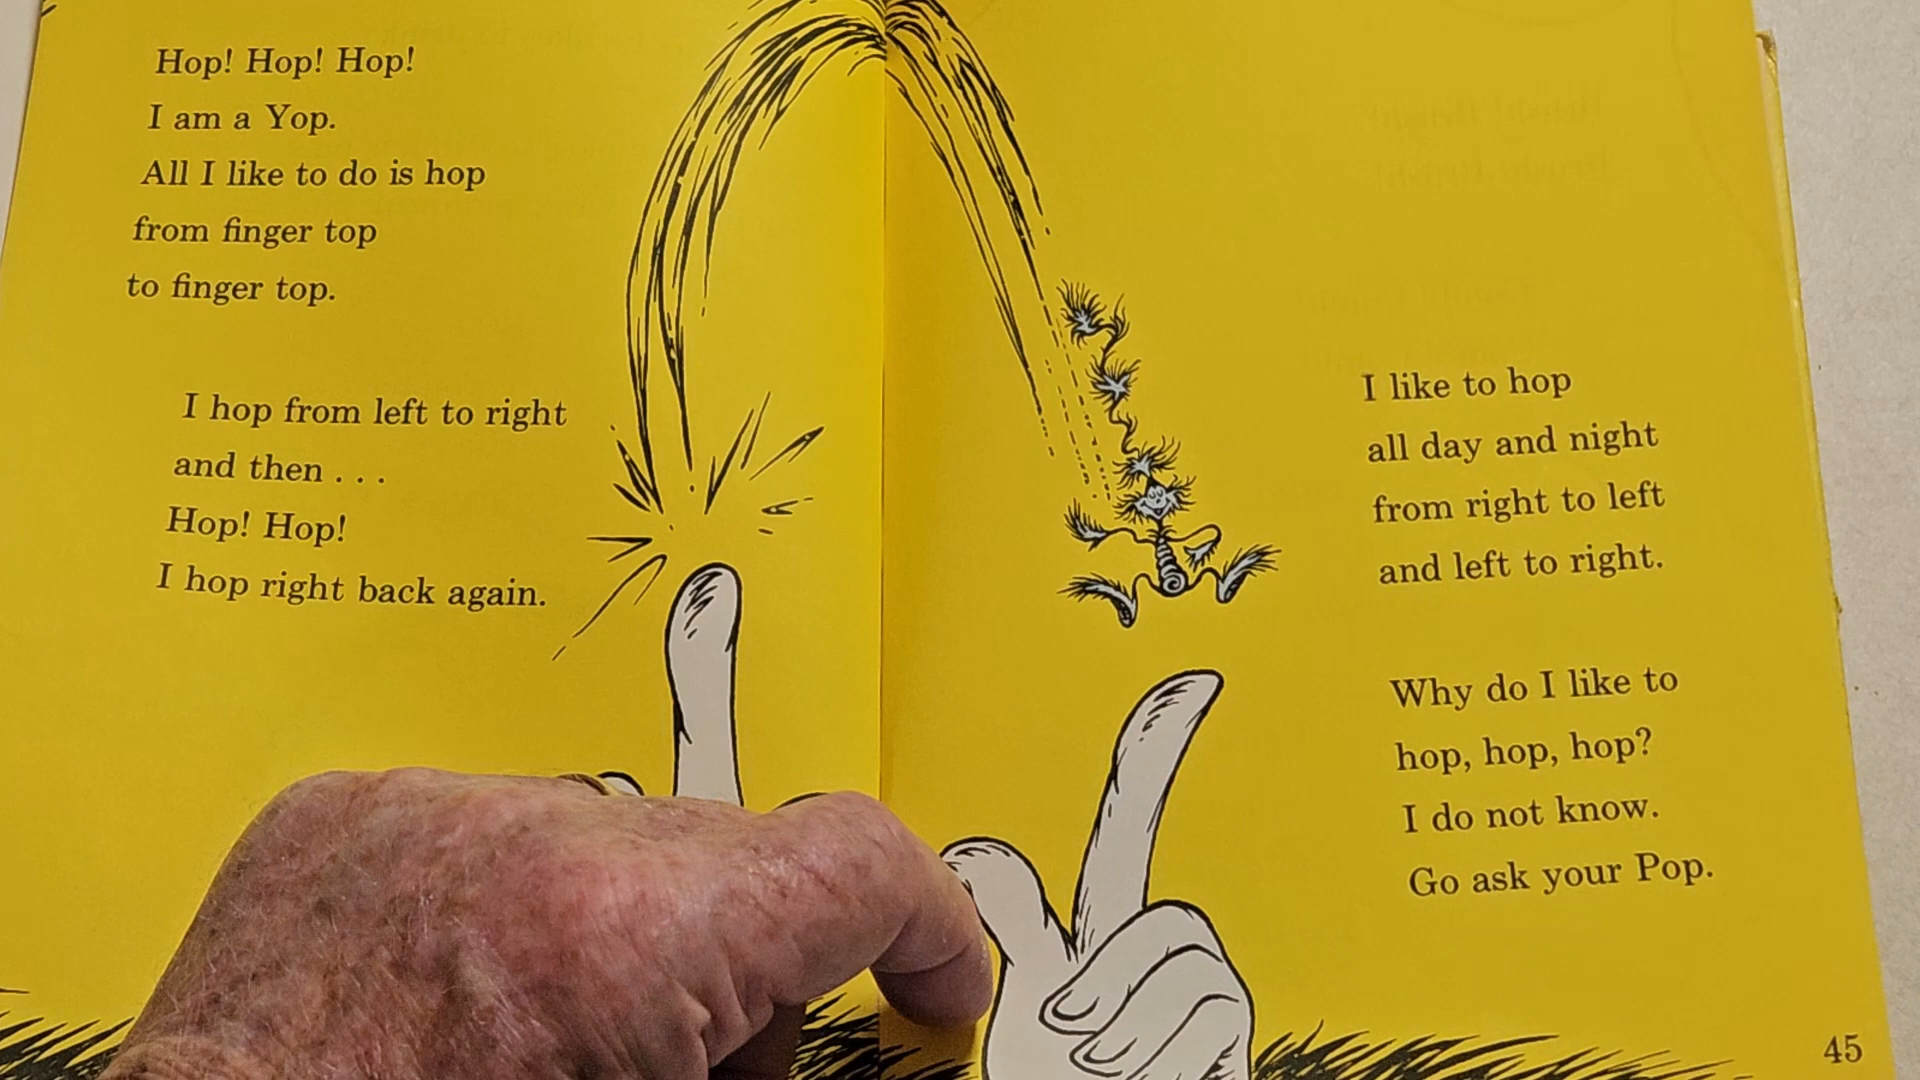 Hop! Hop! Hop!
I am a Yop.
All I like to do is hop
from finger top
to finger top.
I hop from left to right
and then . . .
Hop! Hop!
I hop right back again.
I like to hop
all day and night
from right to left
and left to right.
Why do I like to
hop, hop, hop?
I do not know.
Go ask your Pop.
45